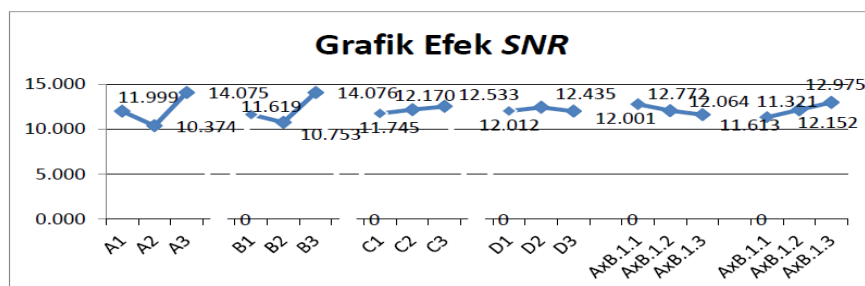 Grafik Efek SNR
15.000
10.000
5.000
0.000
11.999
10.374
14.075
11.619
10.753
14.076
11.745
12.170
12.533
12.012
12.435
12.001
12.772
12.064
11.613
11.321
12.152
12.975
0
0
0
0
0
A1
A2
A3
B1
B2
B3
C1
C2
C3
D1
D2
D3
AxB.1.1
AxB.1.2
AxB.1.3
AxB.1.1
AxB.1.2
AxB.1.3